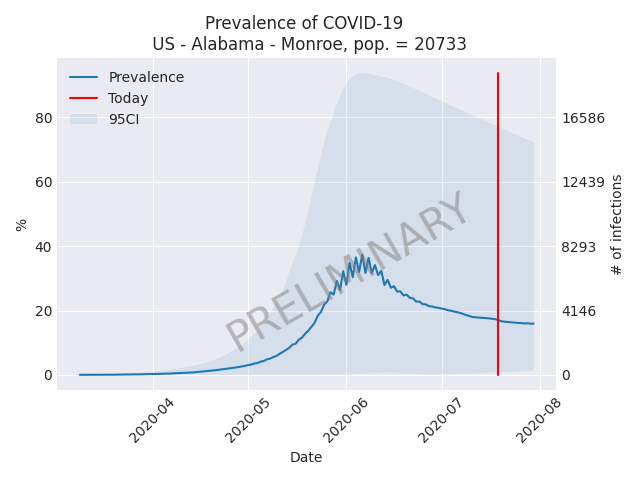 Prevalence of COVID-19
US - Alabama - Monroe, pop. = 20733
Prevalence
Today
95CI
%
80
60
40
20
0
16586
12439
8293
4146
0
# of infections
PRELIMINARY
2020-04
2020-05
2020-06
2020-07
2020-08
Date